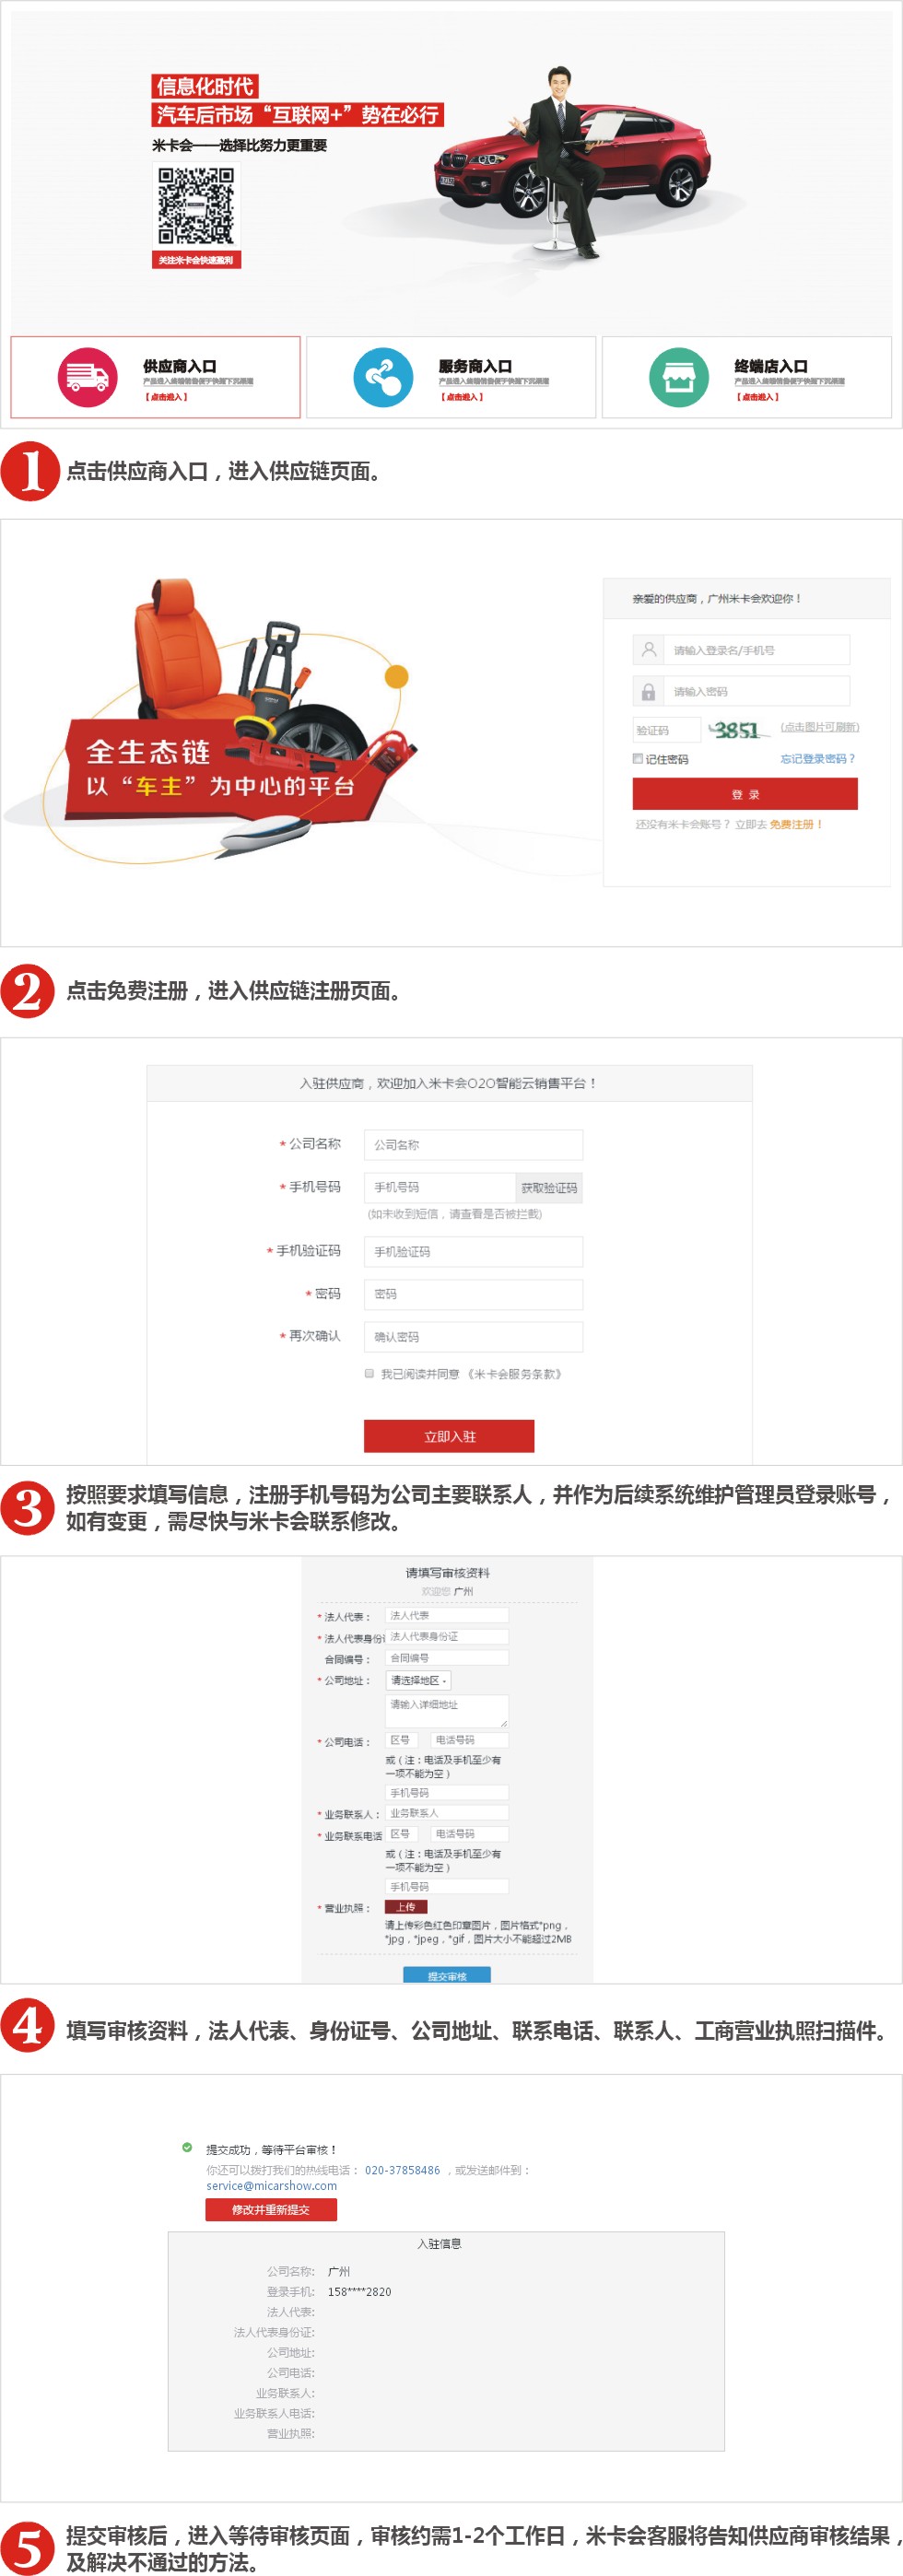 信息化时代
汽车后市场“互联网+”势在必行
米卡会——选择比努力更重要
关注米卡会快速盈利
供应商入口
【点击进入】
服务商入口
【点击进入】
终端店入口
【点击进入】
1 点击供应商入口，进入供应链页面。
全生态链
以“车主”为中心的平台
亲爱的供应商，广州米卡会欢迎你！
请输入登录名/手机号
请输入密码
验证码 3851 (点击图片可刷新)
记住密码 忘记登录密码？
登 录
还没有米卡会账号？ 立即去 免费注册！
2 点击免费注册，进入供应链注册页面。
入驻供应商，欢迎加入米卡会O2O智能云销售平台！
* 公司名称 公司名称
* 手机号码 手机号码 获取验证码
(如未收到短信，请查看是否被拦截)
* 手机验证码 手机验证码
* 密码 密码
* 再次确认 确认密码
我已阅读并同意 《米卡会服务条款》
立即入驻
3 按照要求填写信息，注册手机号码为公司主要联系人，并作为后续系统维护管理员登录账号，
如有变更，需尽快与米卡会联系修改。
请填写审核资料
欢迎您 广州
* 法人代表： 法人代表
* 法人代表身份证 法人代表身份证
合同编号： 合同编号
* 公司地址： 请选择地区
请输入详细地址
* 公司电话： 区号 电话号码
或（注：电话及手机至少有
一项不能为空）
手机号码
* 业务联系人： 业务联系人
* 业务联系电话 区号 电话号码
或（注：电话及手机至少有
一项不能为空）
手机号码
* 营业执照： 上传
请上传彩色红色印章图片，图片格式*png，
*jpg，*jpeg，*gif，图片大小不能超过2MB
提交审核
4 填写审核资料，法人代表、身份证号、公司地址、联系电话、联系人、工商营业执照扫描件。
提交成功，等待平台审核！
你还可以拨打我们的热线电话： 020-37858486 ，或发送邮件到：
service@micarshow.com
修改并重新提交
入驻信息
公司名称: 广州
登录手机: 158****2820
法人代表:
法人代表身份证:
公司地址:
公司电话:
业务联系人:
业务联系人电话:
营业执照:
5 提交审核后，进入等待审核页面，审核约需1-2个工作日，米卡会客服将告知供应商审核结果，
及解决不通过的方法。